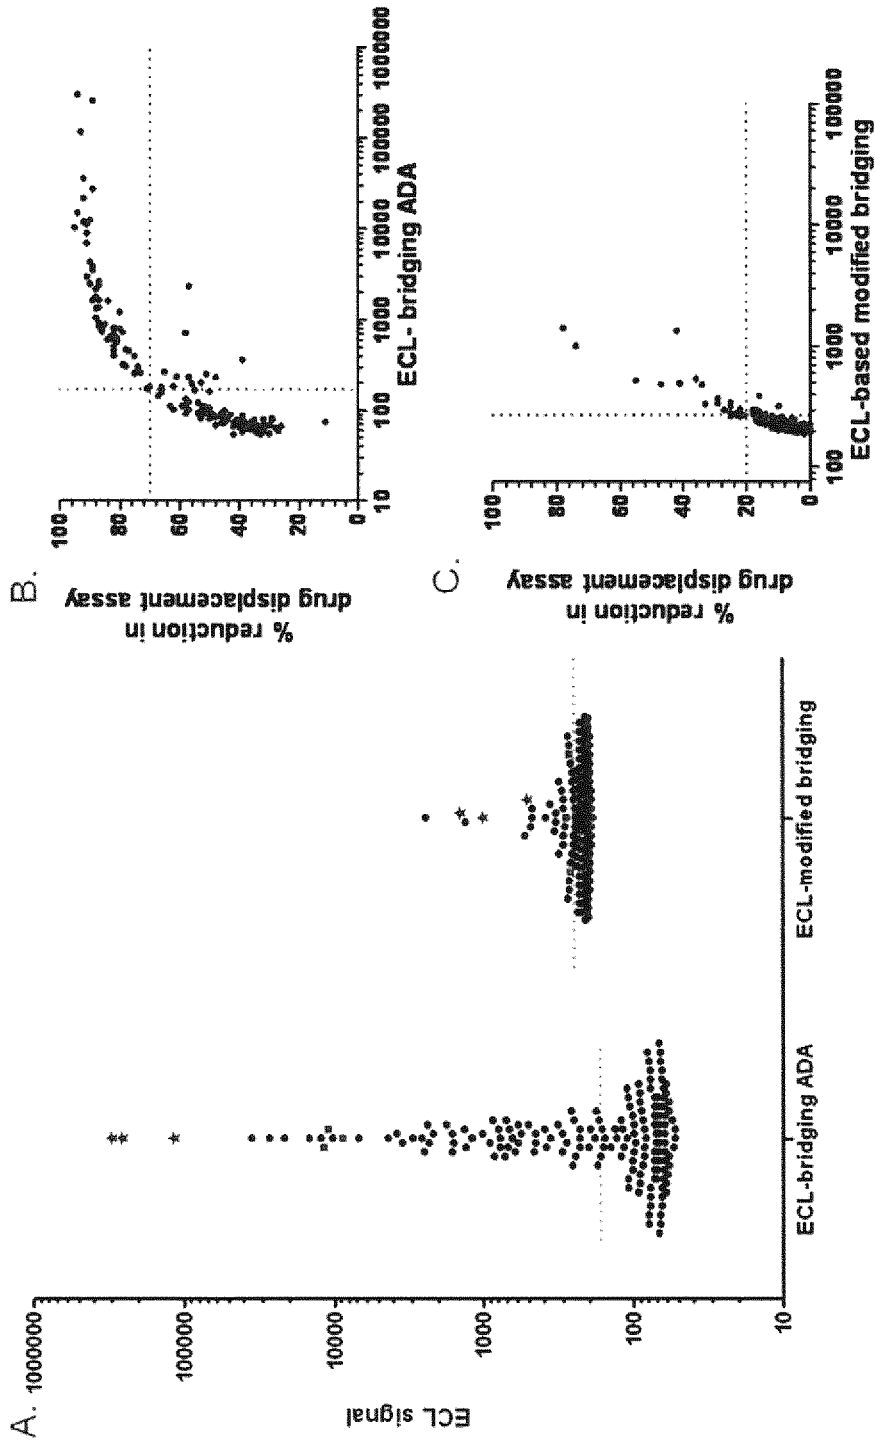 A.
ECL signal
1000000
100000
10000
1000
100
10
ECL-bridging ADA
ECL-modified bridging
B.
% reduction in
drug displacement assay
100
80
60
40
20
0
10
100
1000
10000
100000
1000000
ECL- bridging ADA
C.
% reduction in
drug displacement assay
100
80
60
40
20
0
100
1000
10000
100000
ECL-based modified bridging